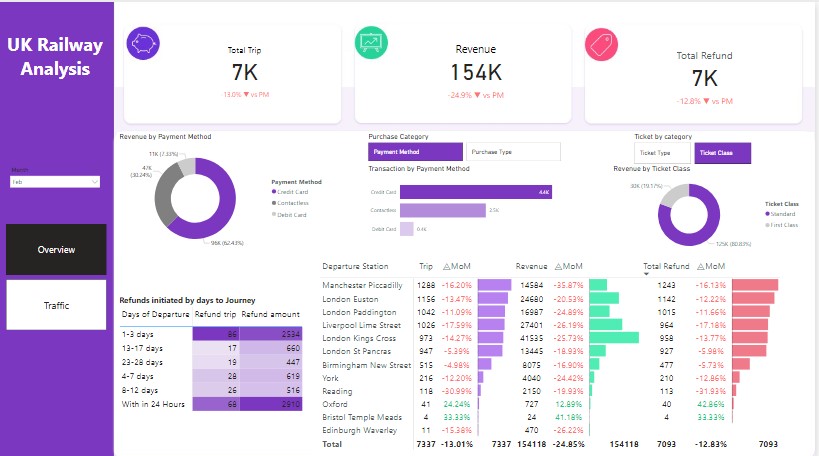 UK Railway
Analysis
Total Trip
7K
-13.0% ▼ vs PM
Revenue
154K
-24.9% ▼ vs PM
Total Refund
7K
-12.8% ▼ vs PM
Month
Feb
Overview
Traffic
Revenue by Payment Method
11K (7.33%)
47K
(30.24%)
96K (62.43%)
Payment Method
Credit Card
Contactless
Debit Card
Purchase Category
Payment Method
Purchase Type
Transaction by Payment Method
Credit Card 4.4K
Contactless 2.5K
Debit Card 0.4K
Ticket by category
Ticket Type
Ticket Class
Revenue by Ticket Class
30K (19.17%)
125K (80.83%)
Ticket Class
Standard
First Class
Refunds initiated by days to Journey
Days of Departure Refund trip Refund amount
1-3 days 86 2534
13-17 days 17 660
23-28 days 19 447
4-7 days 28 619
8-12 days 26 516
With in 24 Hours 68 2910
Departure Station Trip △MoM Revenue △MoM Total Refund △MoM
Manchester Piccadilly 1288 -16.20% 14584 -35.87% 1243 -16.13%
London Euston 1156 -13.47% 24680 -20.53% 1142 -12.22%
London Paddington 1042 -11.09% 16987 -24.89% 1015 -11.66%
Liverpool Lime Street 1026 -17.59% 27401 -26.19% 964 -17.18%
London Kings Cross 973 -14.27% 41535 -25.73% 958 -13.77%
London St Pancras 947 -5.39% 13445 -18.93% 927 -5.98%
Birmingham New Street 515 -4.98% 8075 -16.90% 477 -5.73%
York 216 -12.20% 4040 -24.42% 210 -12.86%
Reading 118 -30.99% 2150 -19.93% 113 -31.93%
Oxford 41 24.24% 727 12.89% 40 42.86%
Bristol Temple Meads 4 33.33% 24 41.18% 4 33.33%
Edinburgh Waverley 11 -15.38% 470 -26.22%
Total 7337 -13.01% 7337 154118 -24.85% 154118 7093 -12.83% 7093